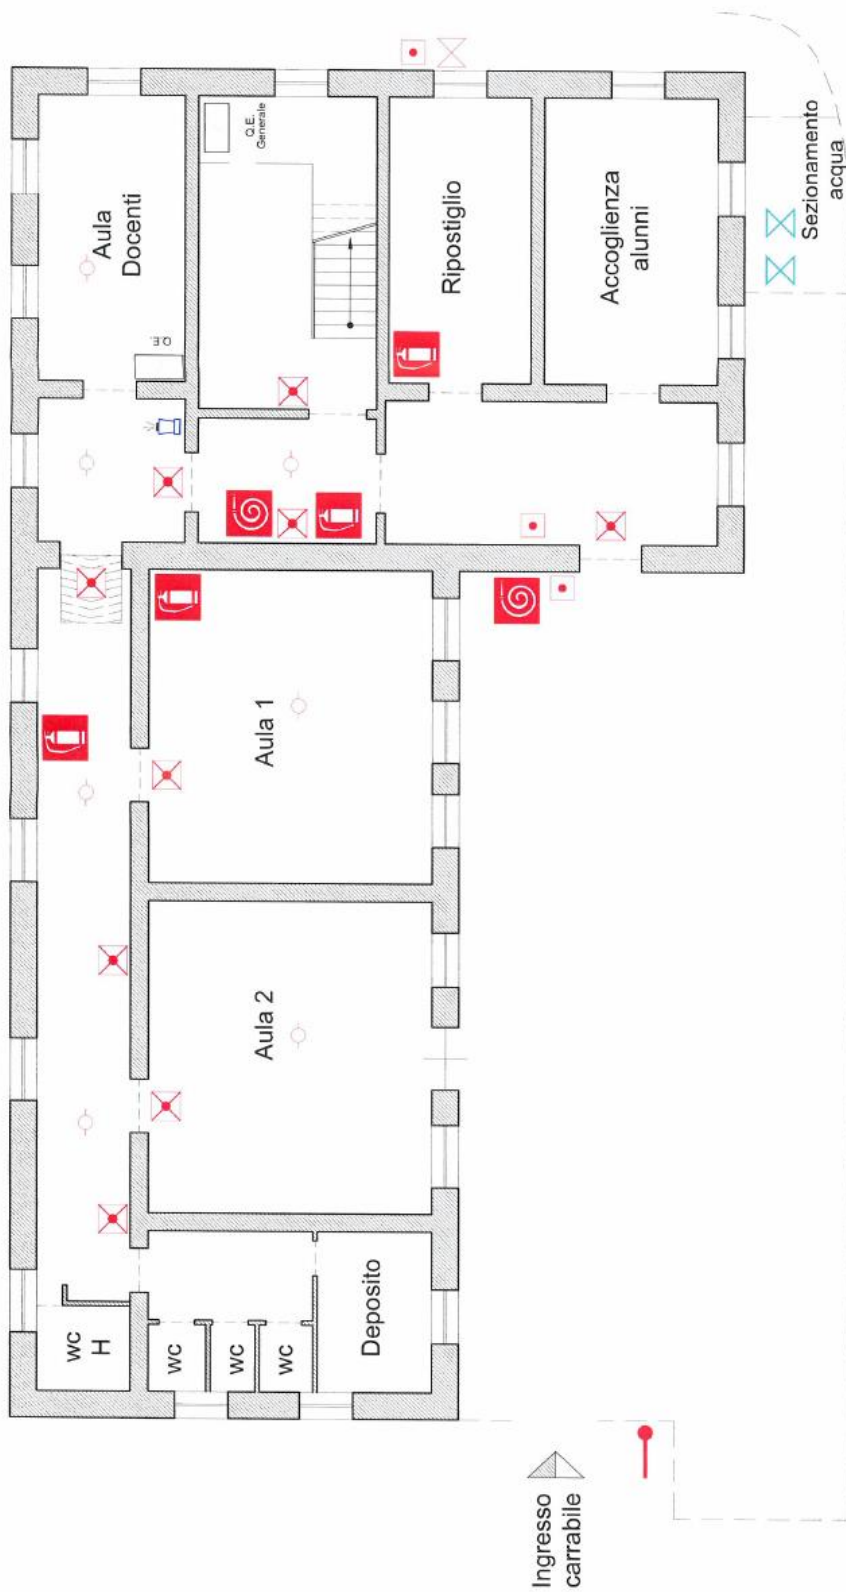 Aula
Docenti
Q.E.
Generale
Q.E.
Ripostiglio
Accoglienza
alunni
Sezionamento
acqua
Aula 1
Aula 2
wc
H
wc
wc
wc
Deposito
Ingresso
carrabile